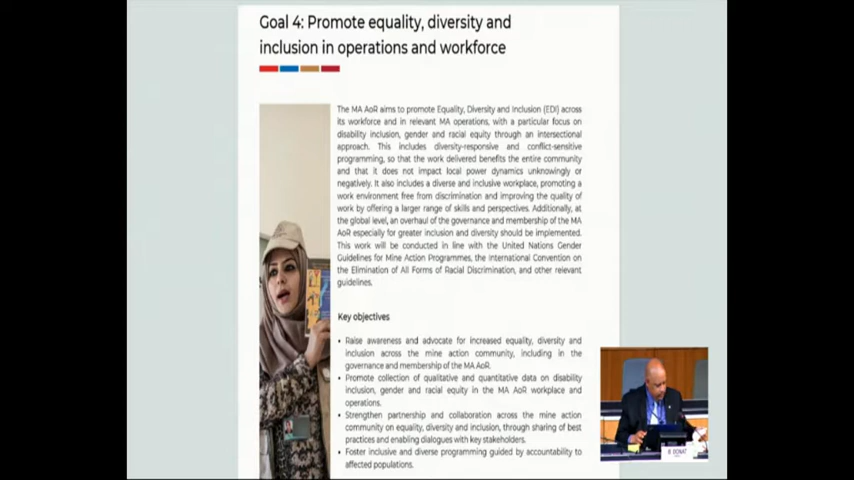 Goal 4: Promote equality, diversity and
inclusion in operations and workforce
The MA AoR aims to promote Equality, Diversity and Inclusion (EDI) across
its workforce and in relevant MA operations, with a particular focus on
disability inclusion, gender and racial equity through an intersectional
approach. This includes diversity-responsive and conflict-sensitive
programming, so that the work delivered benefits the entire community
and that it does not impact local power dynamics unknowingly or
negatively. It also includes a diverse and inclusive workplace, promoting a
work environment free from discrimination and improving the quality of
work by offering a larger range of skills and perspectives. Additionally, at
the global level, an overhaul of the governance and membership of the MA
AoR especially for greater inclusion and diversity should be implemented.
This work will be conducted in line with the United Nations Gender
Guidelines for Mine Action Programmes, the International Convention on
the Elimination of All Forms of Racial Discrimination, and other relevant
guidelines.
Key objectives
• Raise awareness and advocate for increased equality, diversity and
inclusion across the mine action community, including in the
governance and membership of the MA AoR.
• Promote collection of qualitative and quantitative data on disability
inclusion, gender and racial equity in the MA AoR workplace and
operations.
• Strengthen partnership and collaboration across the mine action
community on equality, diversity and inclusion, through sharing of best
practices and enabling dialogues with key stakeholders.
• Foster inclusive and diverse programming guided by accountability to
affected populations.
B. DONAT